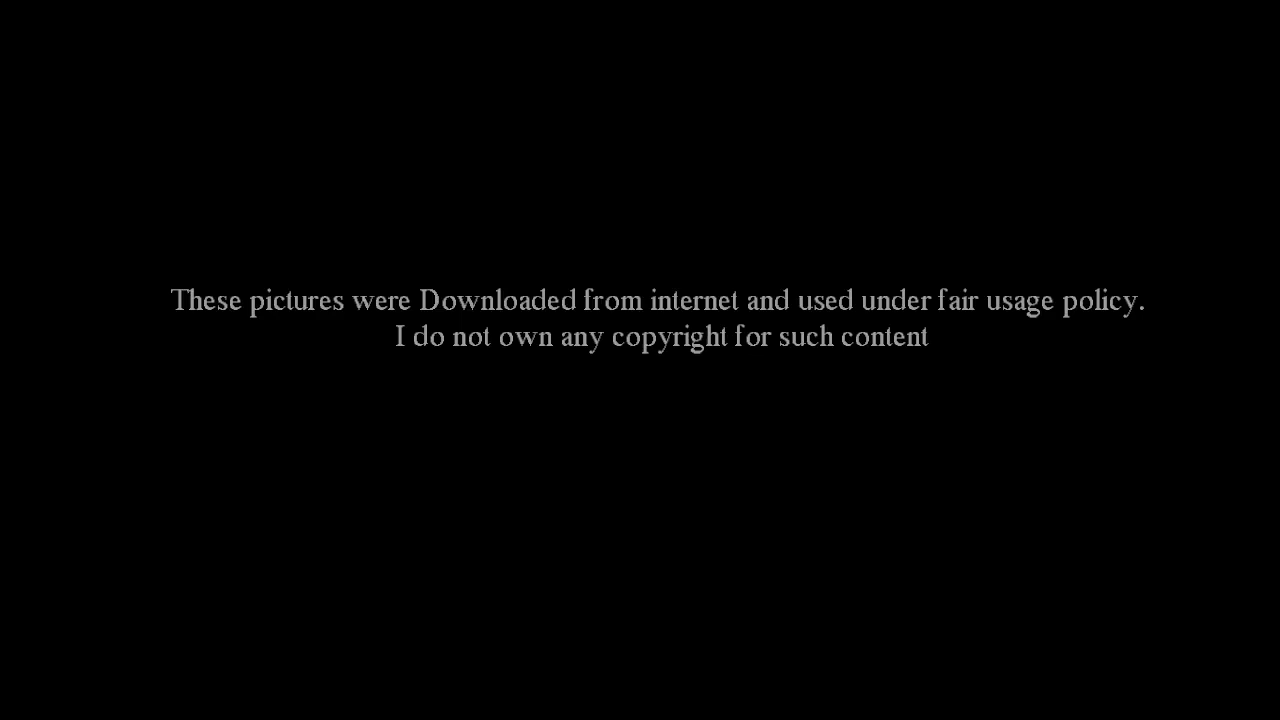 These pictures were Downloaded from internet and used under fair usage policy.
I do not own any copyright for such content